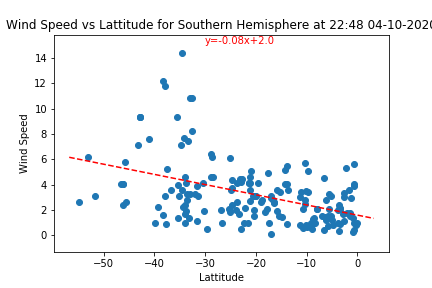 Wind Speed vs Lattitude for Southern Hemisphere at 22:48 04-10-2020
y=-0.08x+2.0
14
12
10
8
6
4
2
0
Wind Speed
−50 −40 −30 −20 −10 0
Lattitude